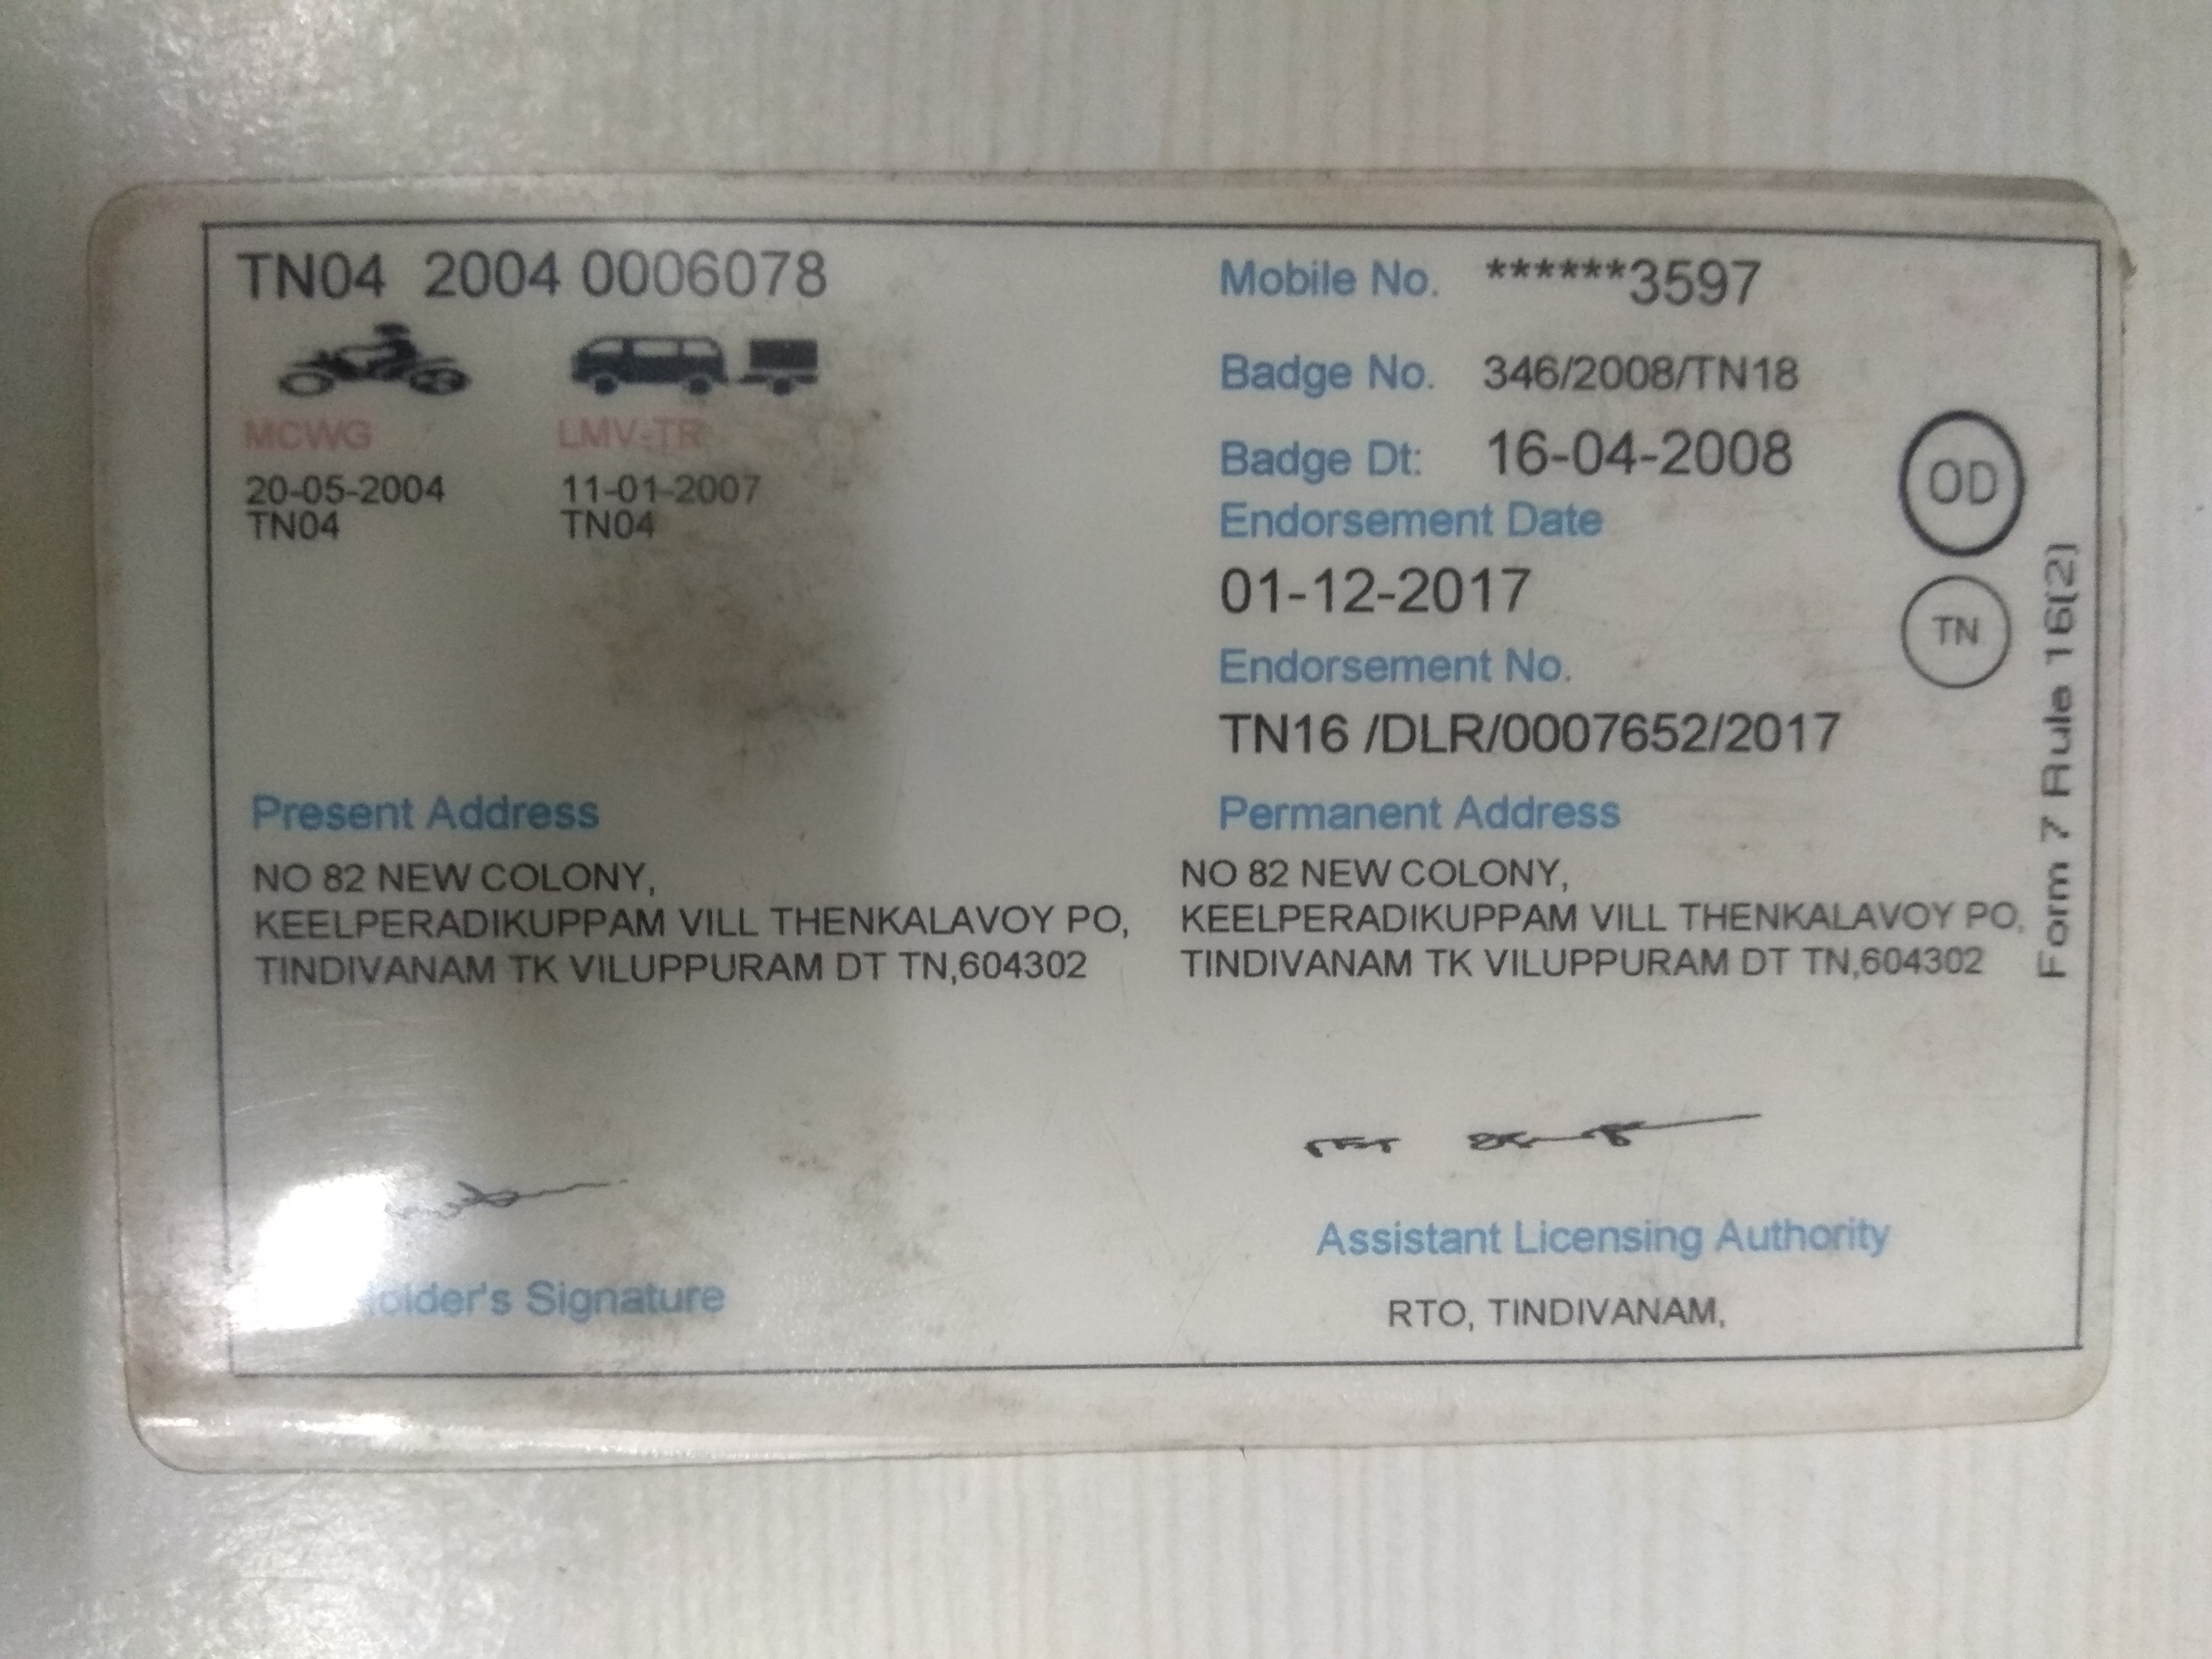 TN04 2004 0006078
MCWG LMV-TR
20-05-2004 11-01-2007
TN04 TN04
Mobile No. ******3597
Badge No. 346/2008/TN18
Badge Dt: 16-04-2008
Endorsement Date
01-12-2017
Endorsement No.
TN16 /DLR/0007652/2017
OD
TN
Form 7 Rule 16(2)
Present Address
NO 82 NEW COLONY,
KEELPERADIKUPPAM VILL THENKALAVOY PO,
TINDIVANAM TK VILUPPURAM DT TN,604302
Permanent Address
NO 82 NEW COLONY,
KEELPERADIKUPPAM VILL THENKALAVOY PO,
TINDIVANAM TK VILUPPURAM DT TN,604302
Signature
Assistant Licensing Authority
RTO, TINDIVANAM,